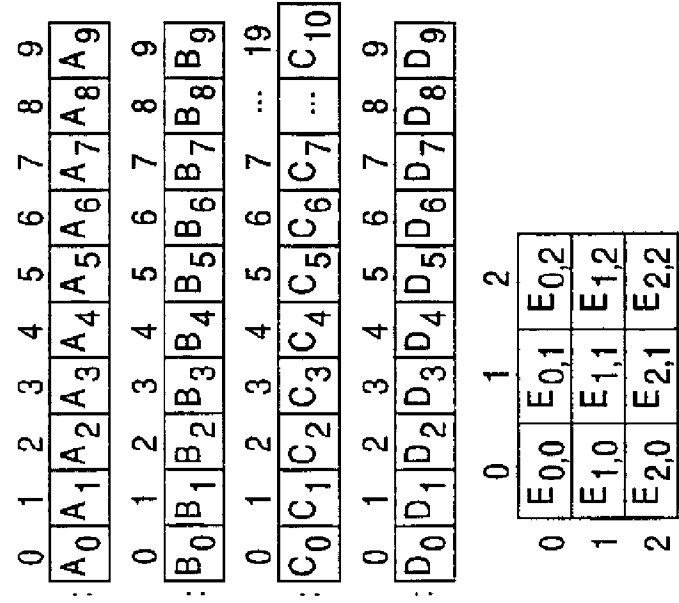 0 1 2 3 4 5 6 7 8 9
A0 A1 A2 A3 A4 A5 A6 A7 A8 A9
0 1 2 3 4 5 6 7 8 9
B0 B1 B2 B3 B4 B5 B6 B7 B8 B9
0 1 2 3 4 5 6 7 ... 19
C0 C1 C2 C3 C4 C5 C6 C7 ... C10
0 1 2 3 4 5 6 7 8 9
D0 D1 D2 D3 D4 D5 D6 D7 D8 D9
0 1 2
0 E0,0 E0,1 E0,2
1 E1,0 E1,1 E1,2
2 E2,0 E2,1 E2,2